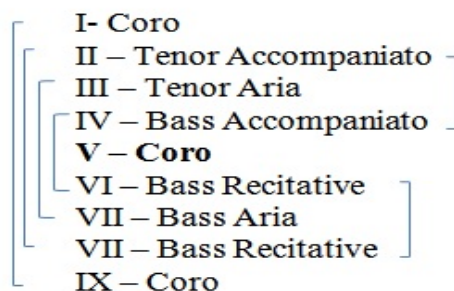 I- Coro
II – Tenor Accompaniato
III – Tenor Aria
IV – Bass Accompaniato
V – Coro
VI – Bass Recitative
VII – Bass Aria
VII – Bass Recitative
IX – Coro